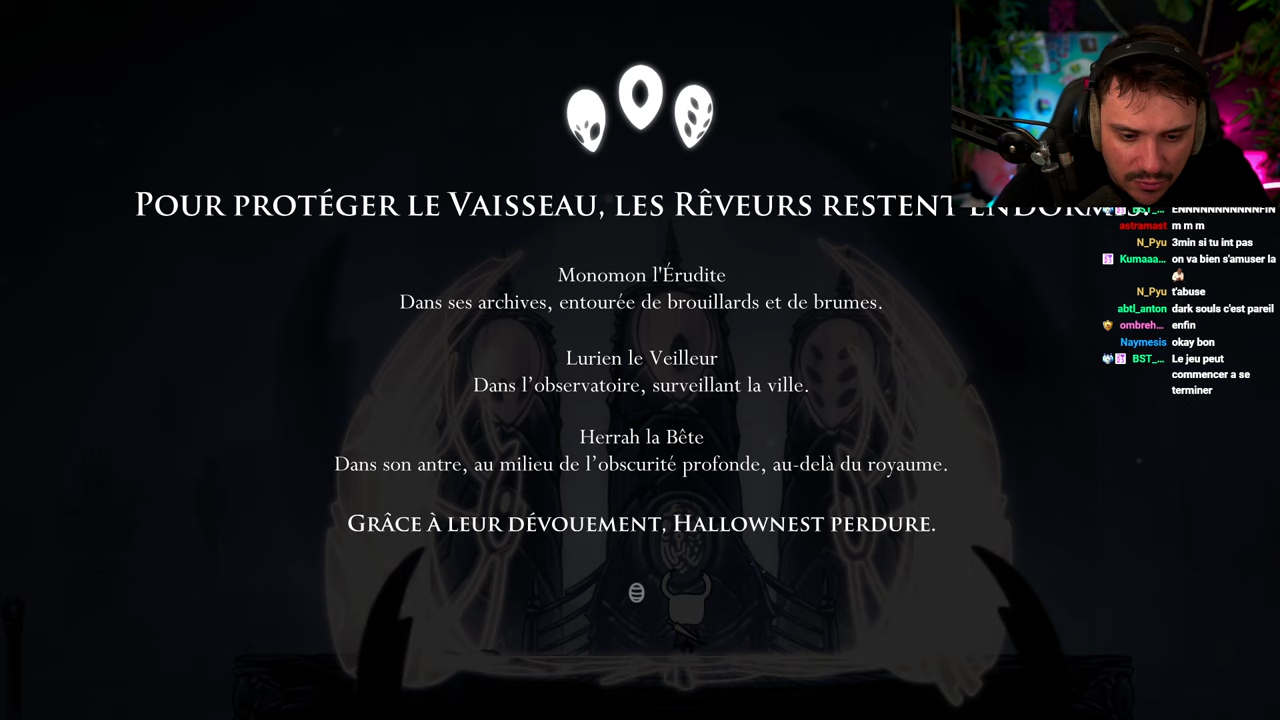 Pour protéger le Vaisseau, les Rêveurs restent endormis.
Monomon l'Érudite
Dans ses archives, entourée de brouillards et de brumes.
Lurien le Veilleur
Dans l’observatoire, surveillant la ville.
Herrah la Bête
Dans son antre, au milieu de l’obscurité profonde, au-delà du royaume.
Grâce à leur dévouement, Hallownest perdure.
BST_...
astramast m m m
N_Pyu 3min si tu int pas
Kumaaa... on va bien s'amuser la
N_Pyu t'abuse
abtl_anton dark souls c'est pareil
ombreh... enfin
Naymesis okay bon
BST_... Le jeu peut
commencer a se
terminer